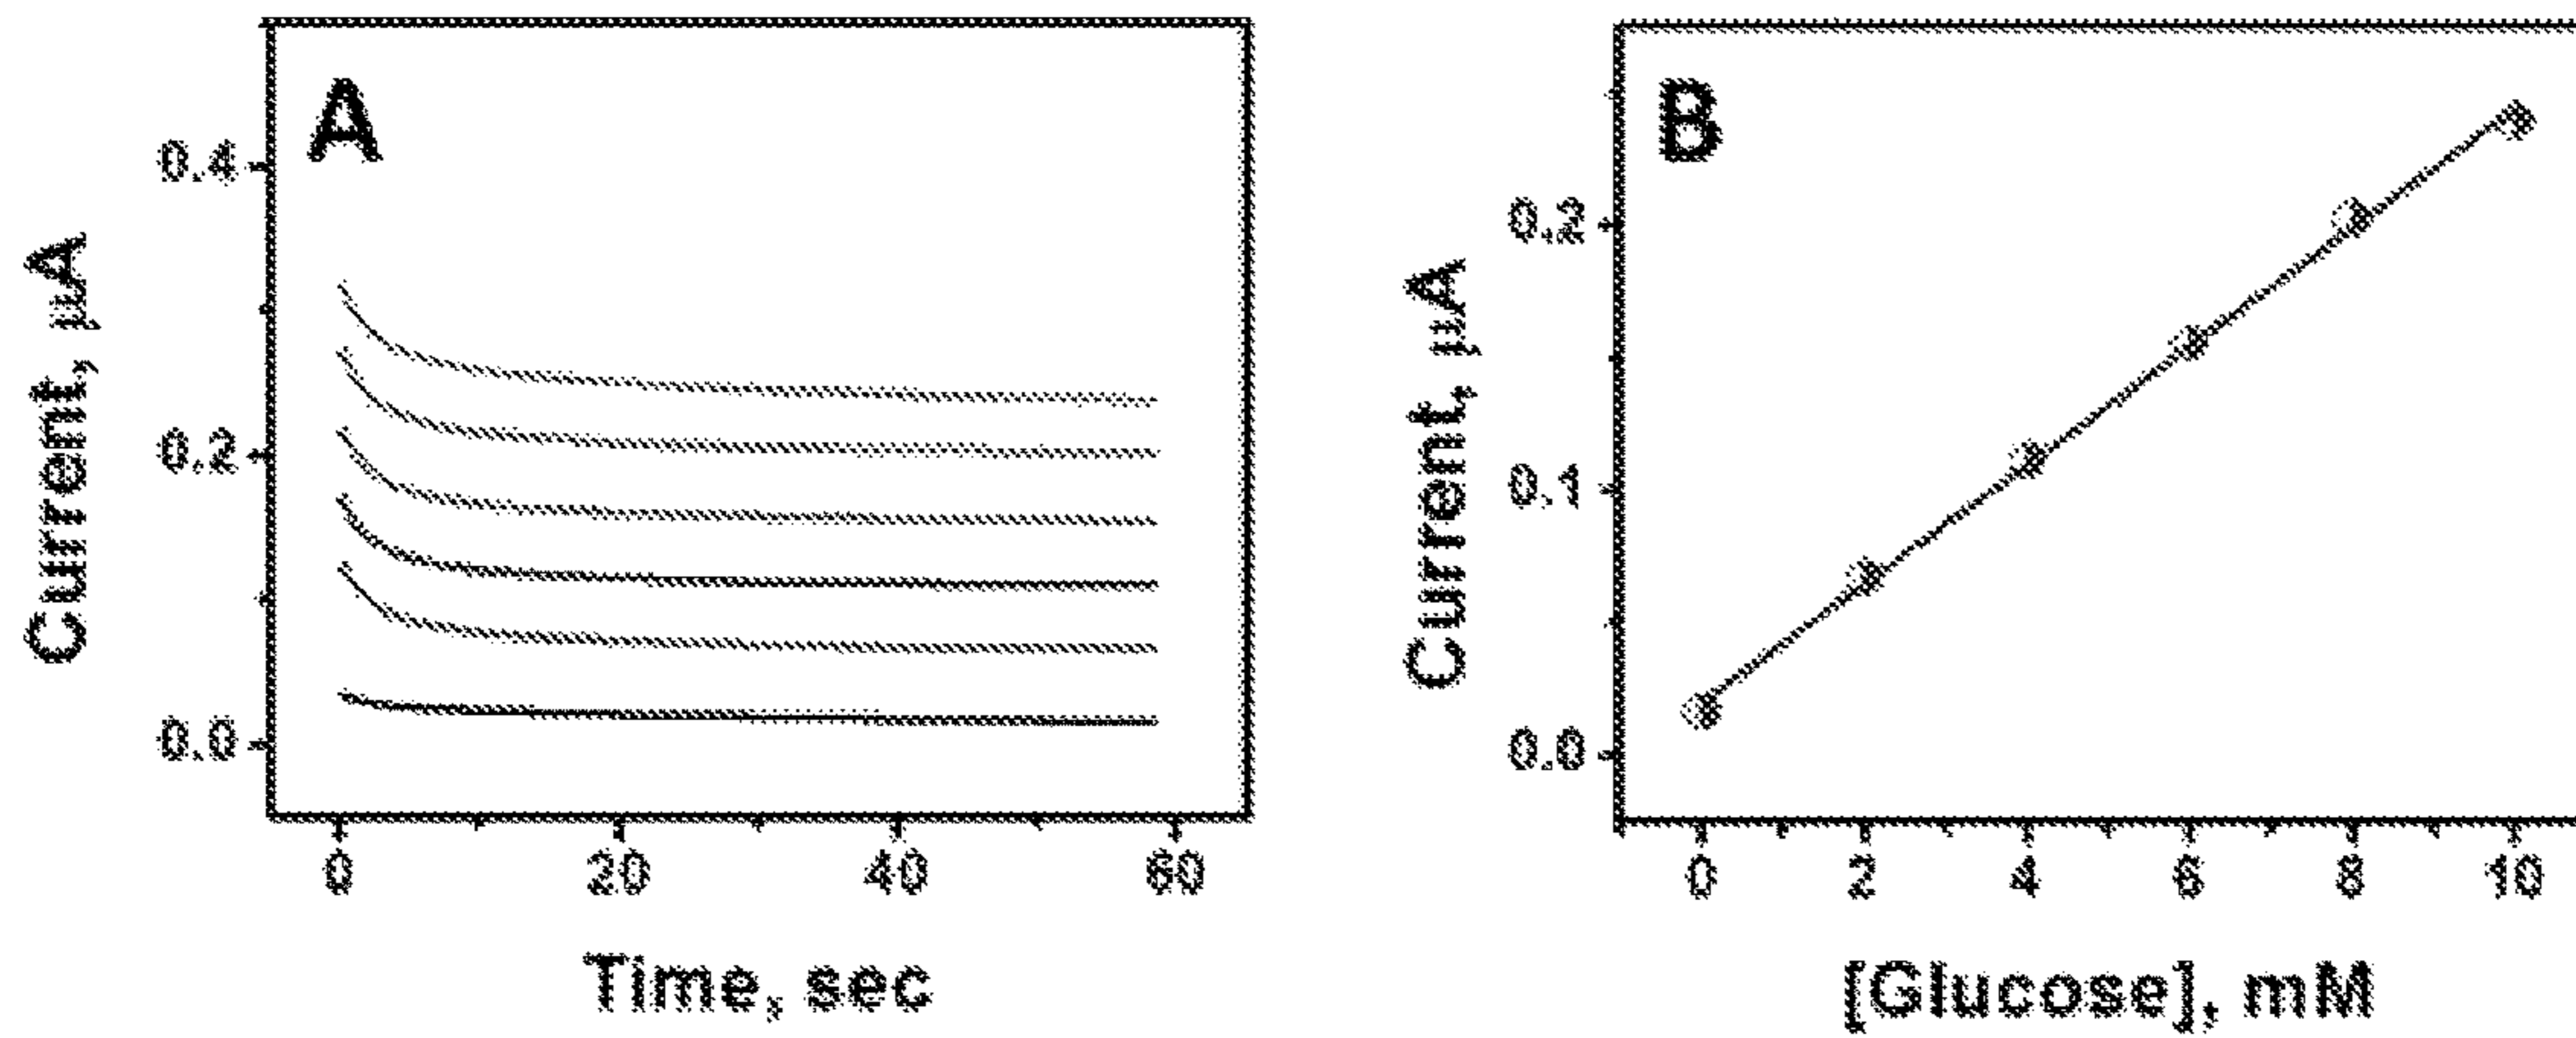 A
Current, µA
0.4
0.2
0.0
0 20 40 60
Time, sec
B
Current, µA
0.2
0.1
0.0
0 2 4 6 8 10
[Glucose], mM